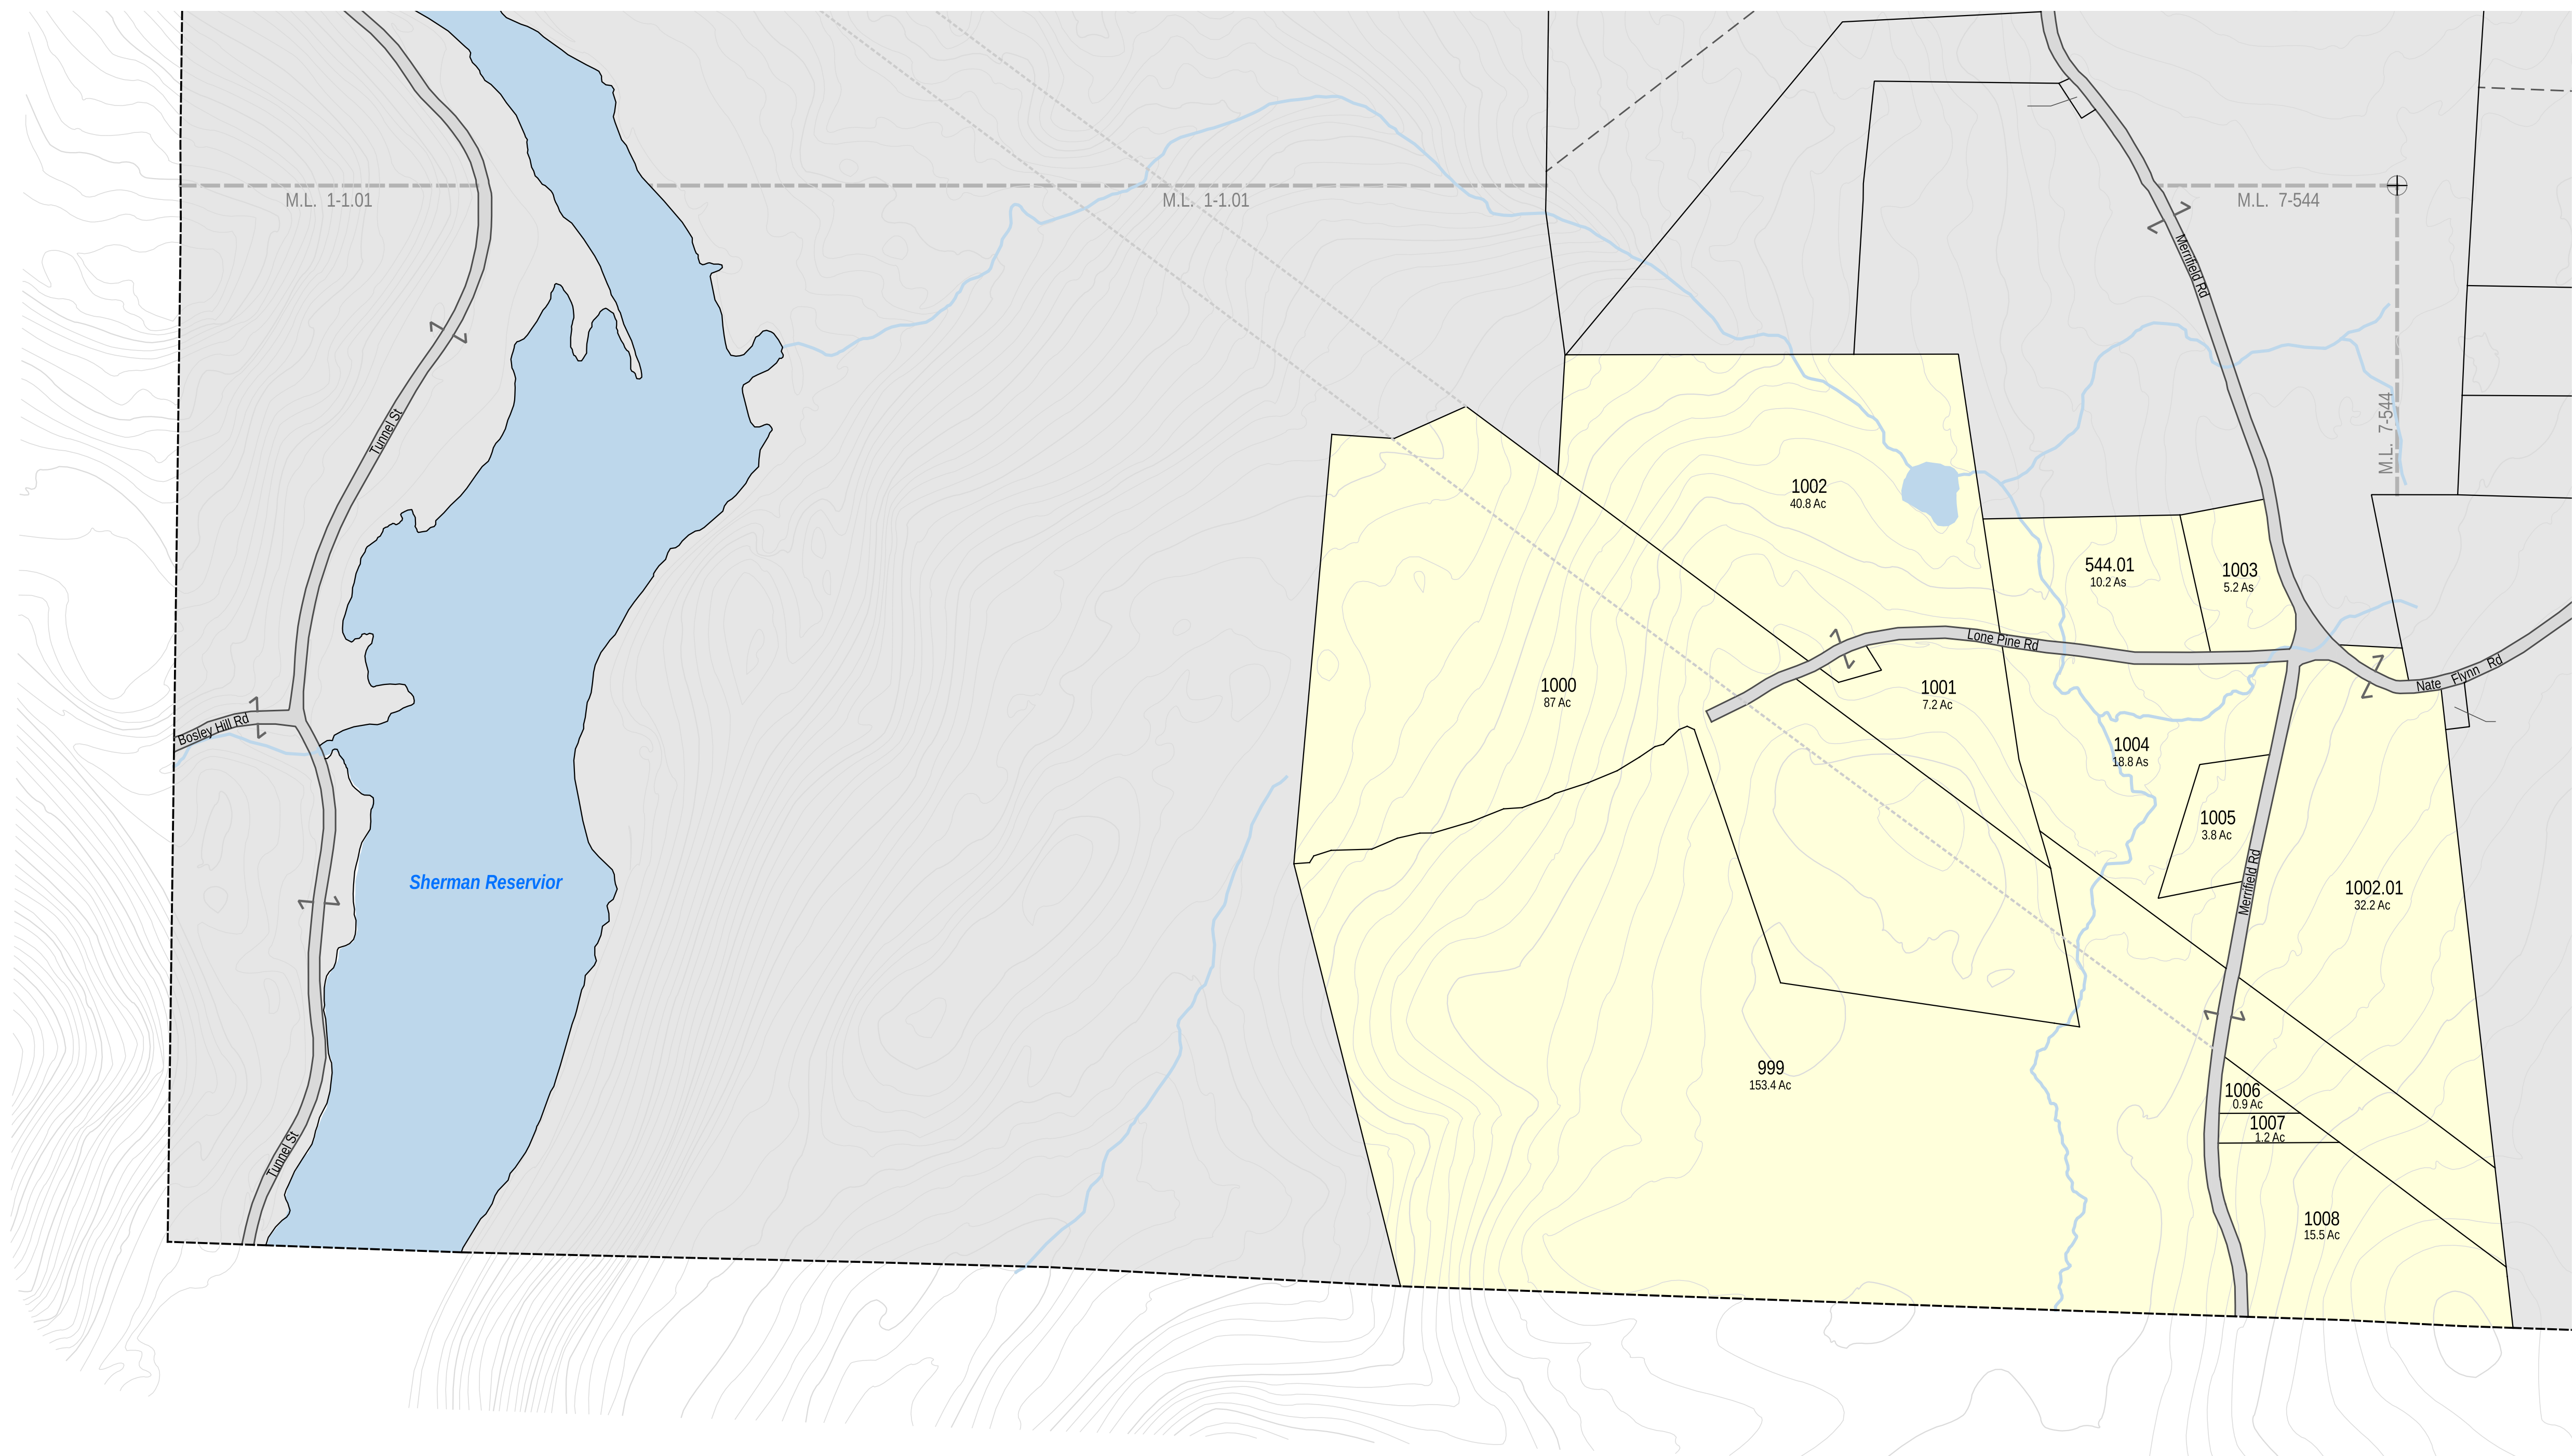 M.L. 1-1.01
M.L. 1-1.01
M.L. 7-544
Merrifield Rd
M.L. 7-544
Tunnel St
1002
40.8 Ac
544.01
10.2 As
1003
5.2 As
Lone Pine Rd
1000
87 Ac
1001
7.2 Ac
Nate Flynn Rd
Bosley Hill Rd
1004
18.8 As
1005
3.8 Ac
Merrifield Rd
Sherman Reservior
1002.01
32.2 Ac
999
153.4 Ac
1006
0.9 Ac
1007
1.2 Ac
Tunnel St
1008
15.5 Ac